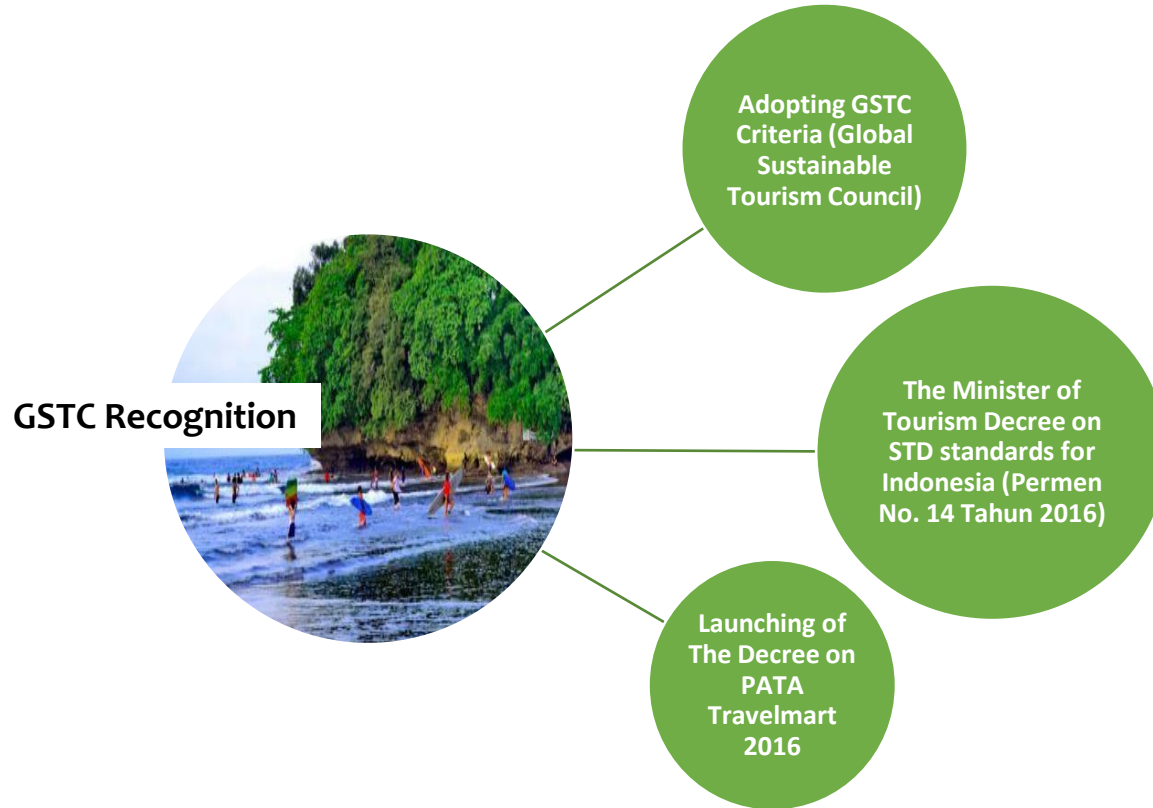 Adopting GSTC
Criteria (Global
Sustainable
Tourism Council)
GSTC Recognition
The Minister of
Tourism Decree on
STD standards for
Indonesia (Permen
No. 14 Tahun 2016)
Launching of
The Decree on
PATA
Travelmart
2016